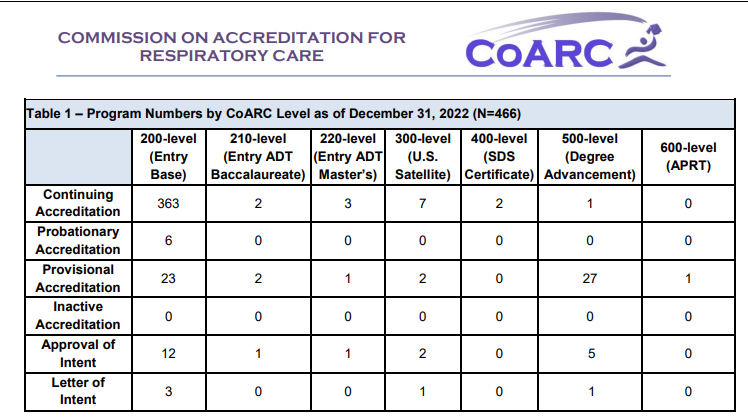 COMMISSION ON ACCREDITATION FOR
RESPIRATORY CARE
CoARC
Table 1 – Program Numbers by CoARC Level as of December 31, 2022 (N=466)
200-level (Entry Base) 210-level (Entry ADT Baccalaureate) 220-level (Entry ADT Master's) 300-level (U.S. Satellite) 400-level (SDS Certificate) 500-level (Degree Advancement) 600-level (APRT)
Continuing Accreditation 363 2 3 7 2 1 0
Probationary Accreditation 6 0 0 0 0 0 0
Provisional Accreditation 23 2 1 2 0 27 1
Inactive Accreditation 0 0 0 0 0 0 0
Approval of Intent 12 1 1 2 0 5 0
Letter of Intent 3 0 0 1 0 1 0